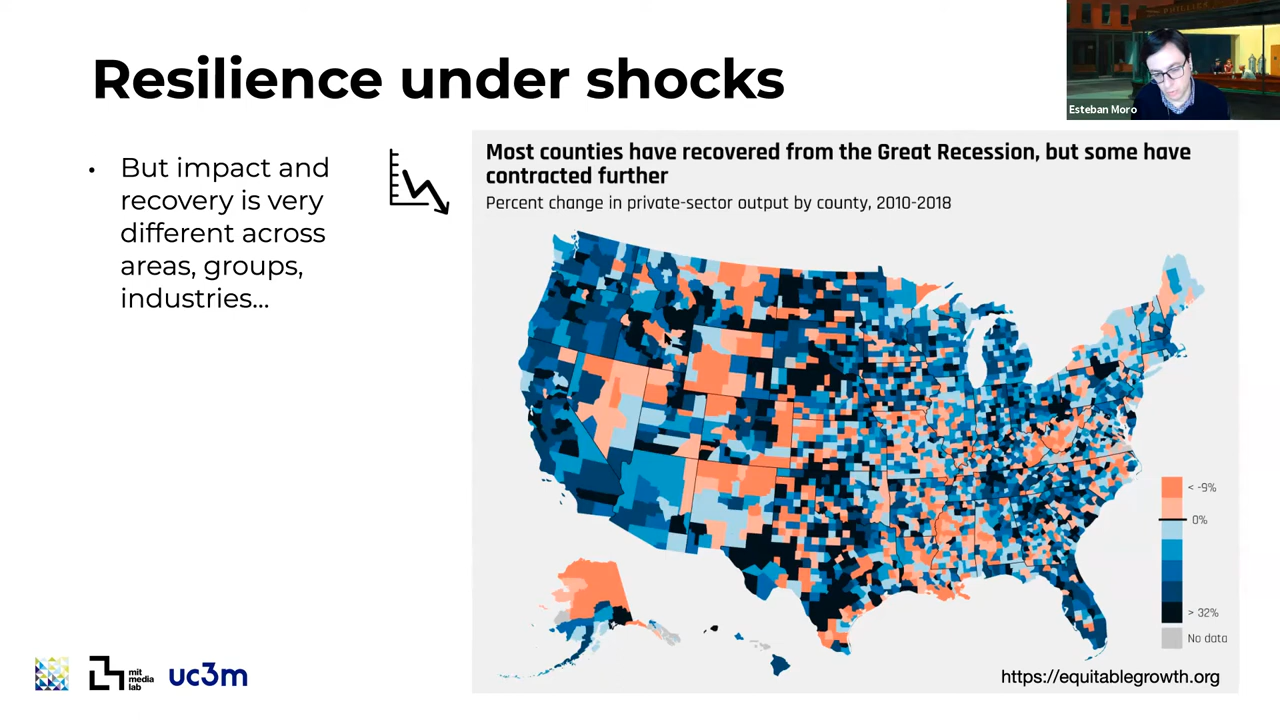 Resilience under shocks
PHILLIES
Esteban Moro
• But impact and
recovery is very
different across
areas, groups,
industries...
Most counties have recovered from the Great Recession, but some have
contracted further
Percent change in private-sector output by county, 2010-2018
< -9%
0%
> 32%
No data
https://equitablegrowth.org
mit
media
lab
uc3m